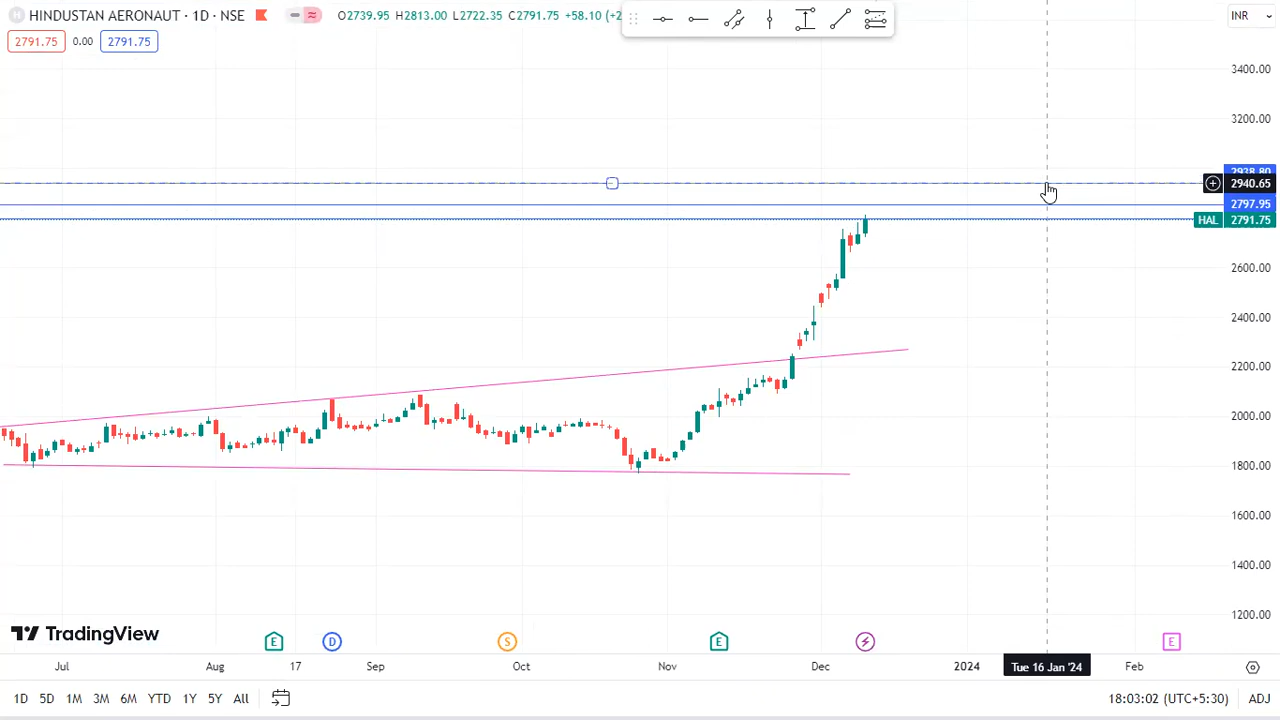 HINDUSTAN AERONAUT · 1D · NSE O2739.95 H2813.00 L2722.35 C2791.75 +58.10 (+2 INR
2791.75 0.00 2791.75
3400.00
3200.00
2938.80
2940.65
2797.95
HAL 2791.75
2600.00
2400.00
2200.00
2000.00
1800.00
1600.00
1400.00
1200.00
TradingView
E D S E E
Jul Aug 17 Sep Oct Nov Dec 2024 Tue 16 Jan '24 Feb
1D 5D 1M 3M 6M YTD 1Y 5Y All 18:03:02 (UTC+5:30) ADJ